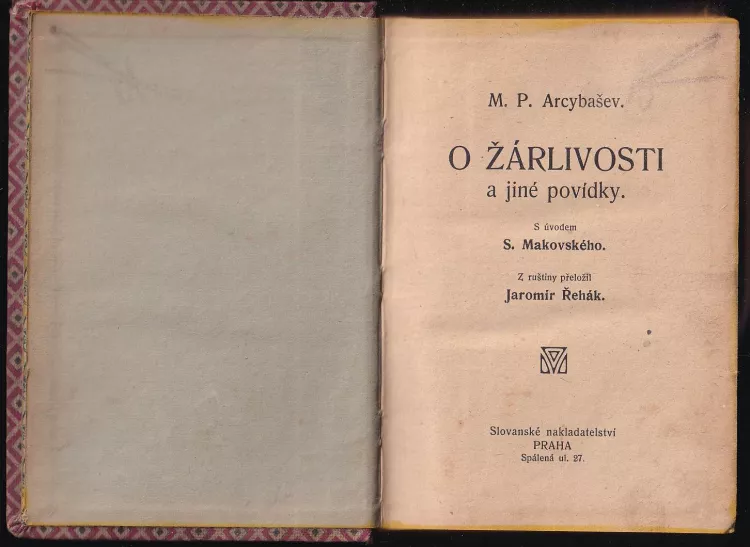 M. P. Arcybašev.
O ŽÁRLIVOSTI
a jiné povídky.
S úvodem
S. Makovského.
Z ruštiny přeložil
Jaromír Řehák.
Slovanské nakladatelství
PRAHA
Spálená ul. 27.